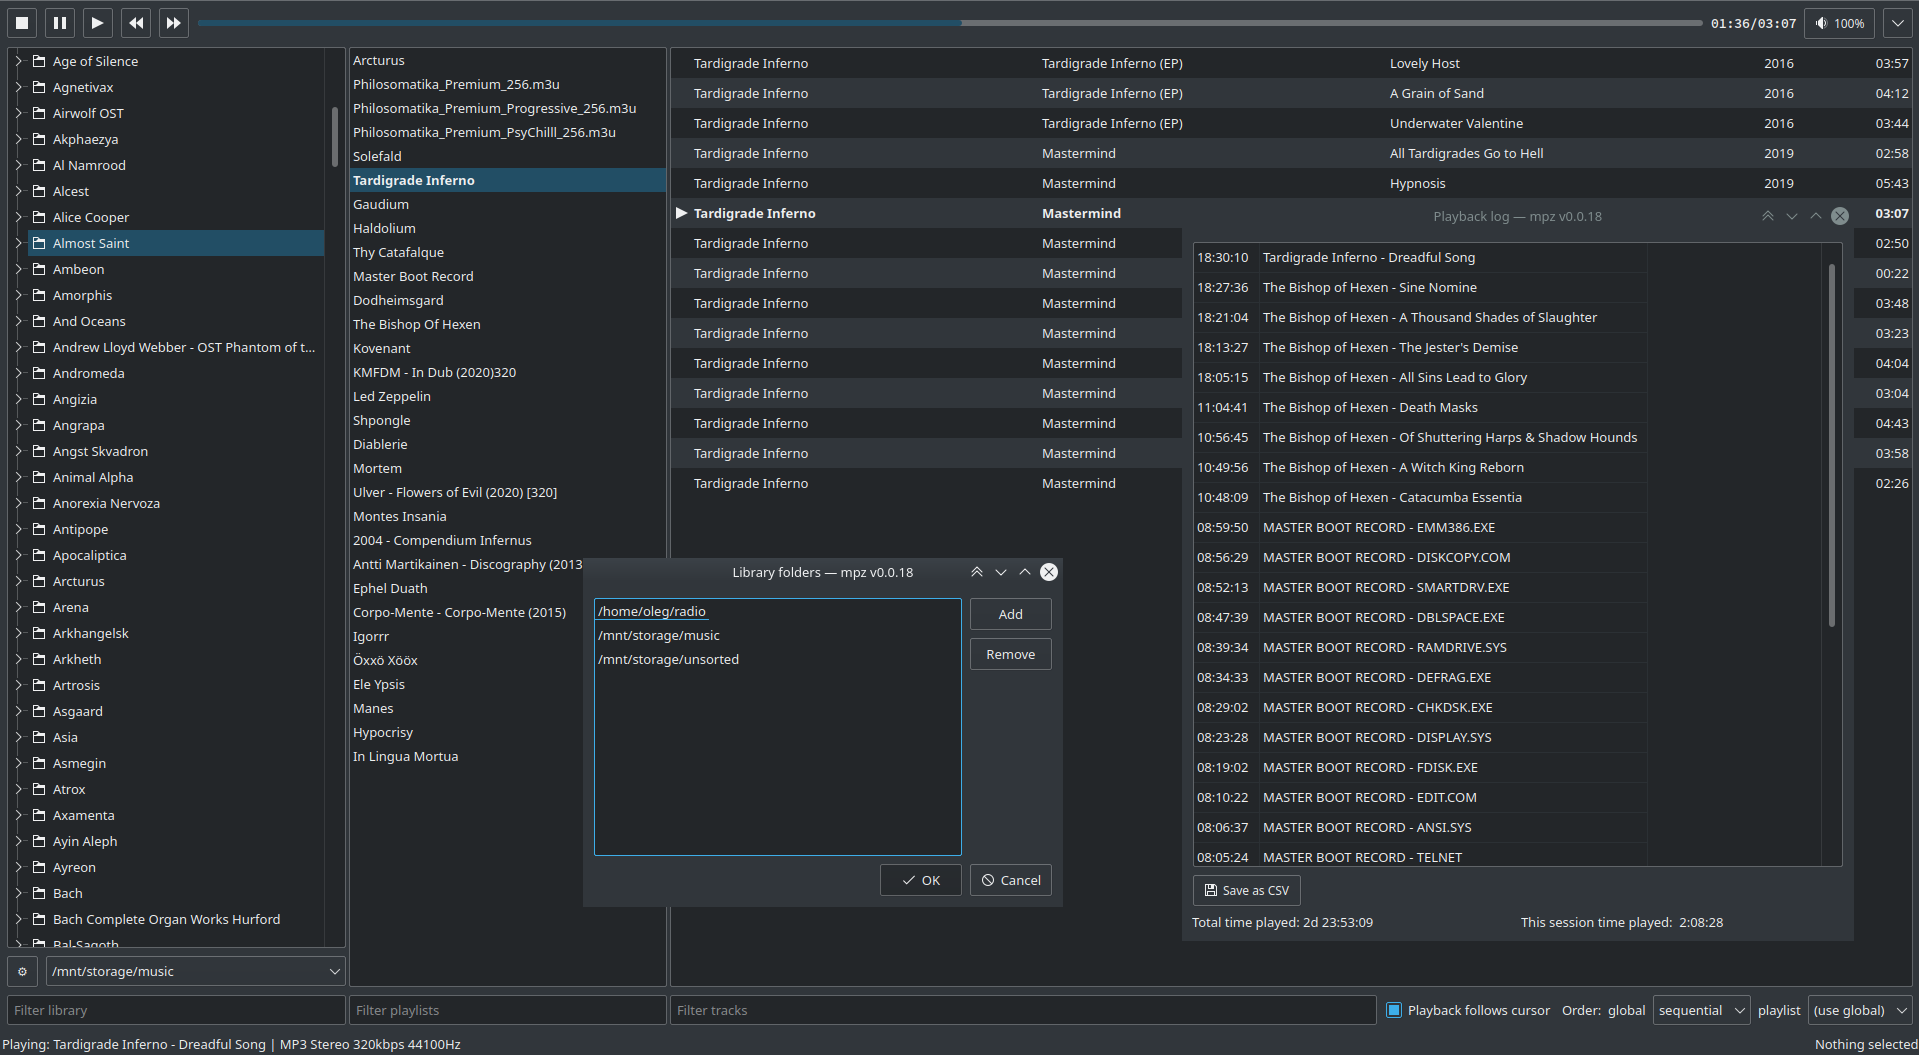 01:36/03:07
100%
Age of Silence
Agnetivax
Airwolf OST
Akphaezya
Al Namrood
Alcest
Alice Cooper
Almost Saint
Ambeon
Amorphis
And Oceans
Andrew Lloyd Webber - OST Phantom of t...
Andromeda
Angizia
Angrapa
Angst Skvadron
Animal Alpha
Anorexia Nervoza
Antipope
Apocaliptica
Arcturus
Arena
Arkhangelsk
Arkheth
Artrosis
Asgaard
Asia
Asmegin
Atrox
Axamenta
Ayin Aleph
Ayreon
Bach
Bach Complete Organ Works Hurford
Bal-Sagoth
/mnt/storage/music
Filter library
Arcturus
Philosomatika_Premium_256.m3u
Philosomatika_Premium_Progressive_256.m3u
Philosomatika_Premium_PsyChilll_256.m3u
Solefald
Tardigrade Inferno
Gaudium
Haldolium
Thy Catafalque
Master Boot Record
Dodheimsgard
The Bishop Of Hexen
Kovenant
KMFDM - In Dub (2020)320
Led Zeppelin
Shpongle
Diablerie
Mortem
Ulver - Flowers of Evil (2020) [320]
Montes Insania
2004 - Compendium Infernus
Antti Martikainen - Discography (2013
Ephel Duath
Corpo-Mente - Corpo-Mente (2015)
Igorrr
Öxxö Xööx
Ele Ypsis
Manes
Hypocrisy
In Lingua Mortua
Filter playlists
Tardigrade Inferno Tardigrade Inferno (EP) Lovely Host 2016 03:57
Tardigrade Inferno Tardigrade Inferno (EP) A Grain of Sand 2016 04:12
Tardigrade Inferno Tardigrade Inferno (EP) Underwater Valentine 2016 03:44
Tardigrade Inferno Mastermind All Tardigrades Go to Hell 2019 02:58
Tardigrade Inferno Mastermind Hypnosis 2019 05:43
Tardigrade Inferno Mastermind 03:07
Tardigrade Inferno Mastermind 02:50
Tardigrade Inferno Mastermind 00:22
Tardigrade Inferno Mastermind 03:48
Tardigrade Inferno Mastermind 03:23
Tardigrade Inferno Mastermind 04:04
Tardigrade Inferno Mastermind 03:04
Tardigrade Inferno Mastermind 04:43
Tardigrade Inferno Mastermind 03:58
Tardigrade Inferno Mastermind 02:26
Playback log — mpz v0.0.18
18:30:10 Tardigrade Inferno - Dreadful Song
18:27:36 The Bishop of Hexen - Sine Nomine
18:21:04 The Bishop of Hexen - A Thousand Shades of Slaughter
18:13:27 The Bishop of Hexen - The Jester's Demise
18:05:15 The Bishop of Hexen - All Sins Lead to Glory
11:04:41 The Bishop of Hexen - Death Masks
10:56:45 The Bishop of Hexen - Of Shuttering Harps & Shadow Hounds
10:49:56 The Bishop of Hexen - A Witch King Reborn
10:48:09 The Bishop of Hexen - Catacumba Essentia
08:59:50 MASTER BOOT RECORD - EMM386.EXE
08:56:29 MASTER BOOT RECORD - DISKCOPY.COM
08:52:13 MASTER BOOT RECORD - SMARTDRV.EXE
08:47:39 MASTER BOOT RECORD - DBLSPACE.EXE
08:39:34 MASTER BOOT RECORD - RAMDRIVE.SYS
08:34:33 MASTER BOOT RECORD - DEFRAG.EXE
08:29:02 MASTER BOOT RECORD - CHKDSK.EXE
08:23:28 MASTER BOOT RECORD - DISPLAY.SYS
08:19:02 MASTER BOOT RECORD - FDISK.EXE
08:10:22 MASTER BOOT RECORD - EDIT.COM
08:06:37 MASTER BOOT RECORD - ANSI.SYS
08:05:24 MASTER BOOT RECORD - TELNET
Save as CSV
Total time played: 2d 23:53:09 This session time played: 2:08:28
Library folders — mpz v0.0.18
/home/oleg/radio
/mnt/storage/music
/mnt/storage/unsorted
Add
Remove
OK Cancel
Filter tracks
Playback follows cursor Order: global sequential playlist (use global)
Playing: Tardigrade Inferno - Dreadful Song | MP3 Stereo 320kbps 44100Hz
Nothing selected